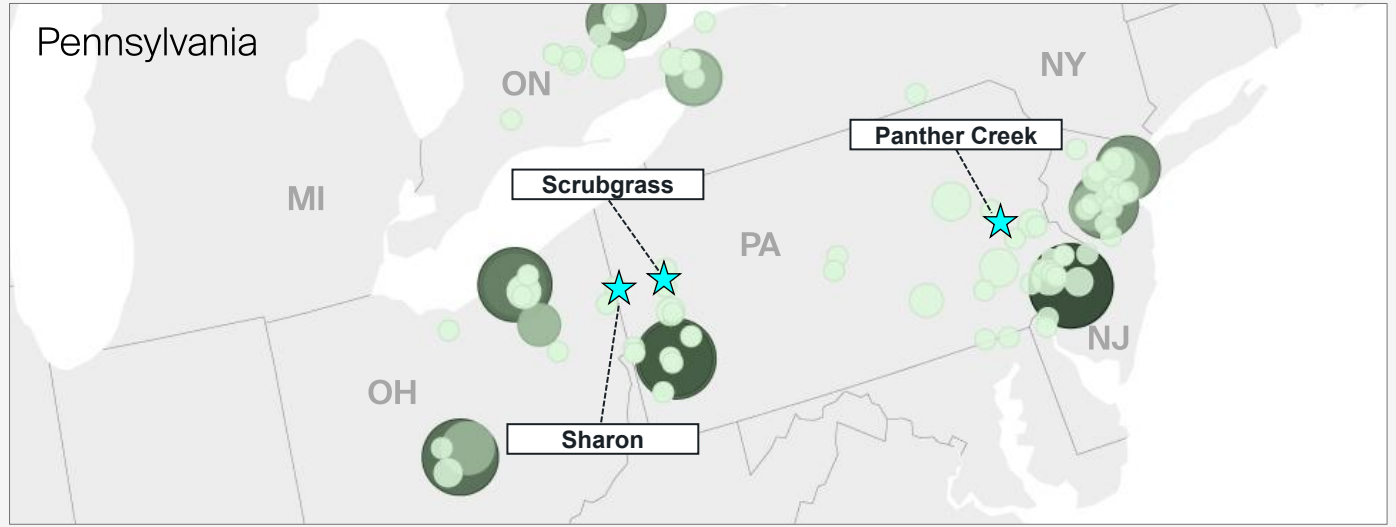 Pennsylvania
ON
NY
Panther Creek
Scrubgrass
MI
PA
NJ
OH
Sharon